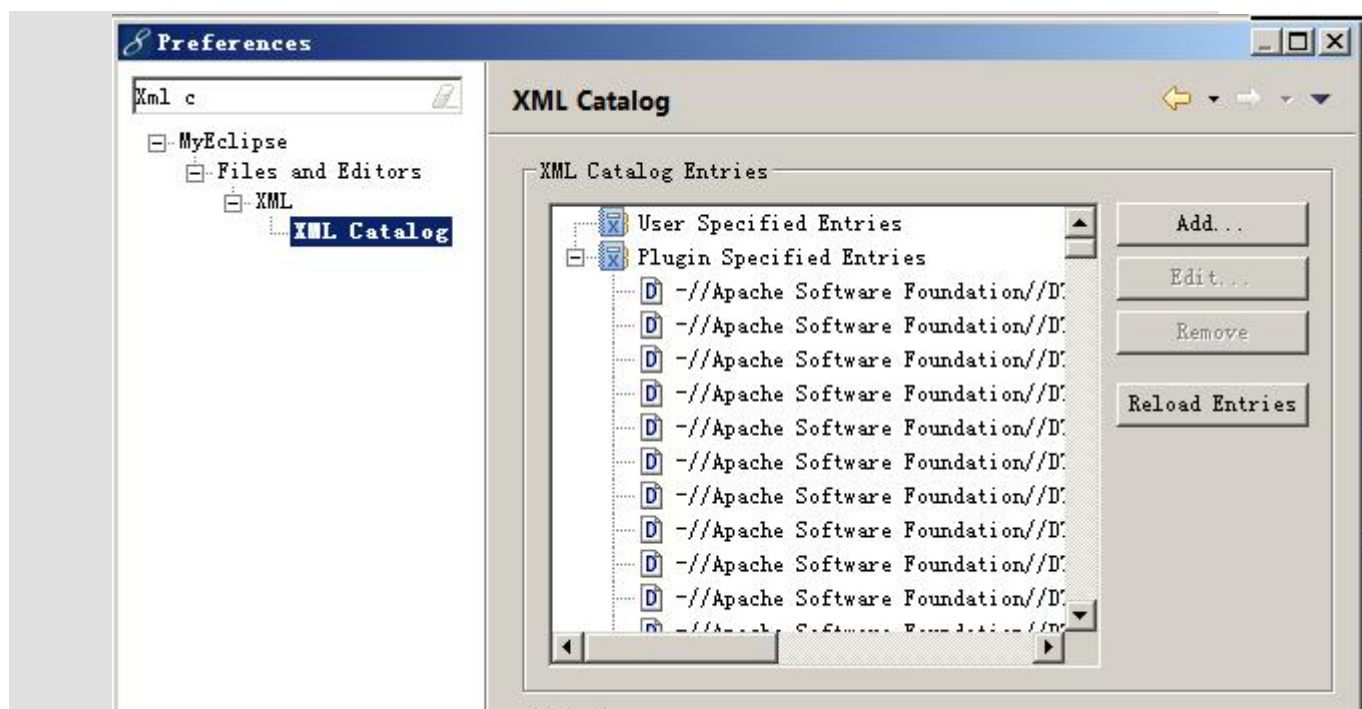 Preferences
Xml c
MyEclipse
Files and Editors
XML
XML Catalog
XML Catalog
XML Catalog Entries
User Specified Entries
Plugin Specified Entries
-//Apache Software Foundation//D
-//Apache Software Foundation//D
-//Apache Software Foundation//D
-//Apache Software Foundation//D
-//Apache Software Foundation//D
-//Apache Software Foundation//D
-//Apache Software Foundation//D
-//Apache Software Foundation//D
-//Apache Software Foundation//D
-//Apache Software Foundation//D
Add...
Edit...
Remove
Reload Entries